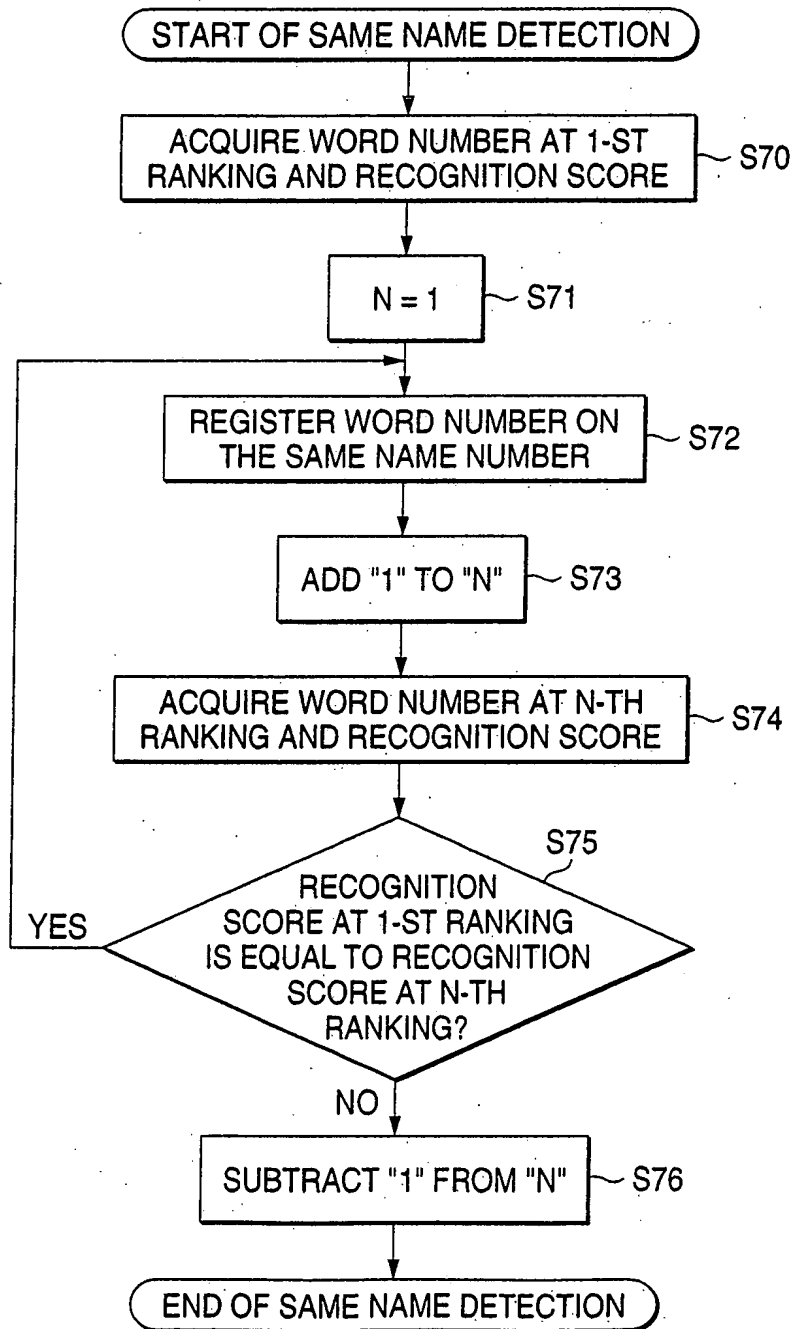 START OF SAME NAME DETECTION
ACQUIRE WORD NUMBER AT 1-ST
RANKING AND RECOGNITION SCORE
S70
N = 1
S71
REGISTER WORD NUMBER ON
THE SAME NAME NUMBER
S72
ADD "1" TO "N"
S73
ACQUIRE WORD NUMBER AT N-TH
RANKING AND RECOGNITION SCORE
S74
S75
RECOGNITION
SCORE AT 1-ST RANKING
IS EQUAL TO RECOGNITION
SCORE AT N-TH
RANKING?
YES
NO
SUBTRACT "1" FROM "N"
S76
END OF SAME NAME DETECTION